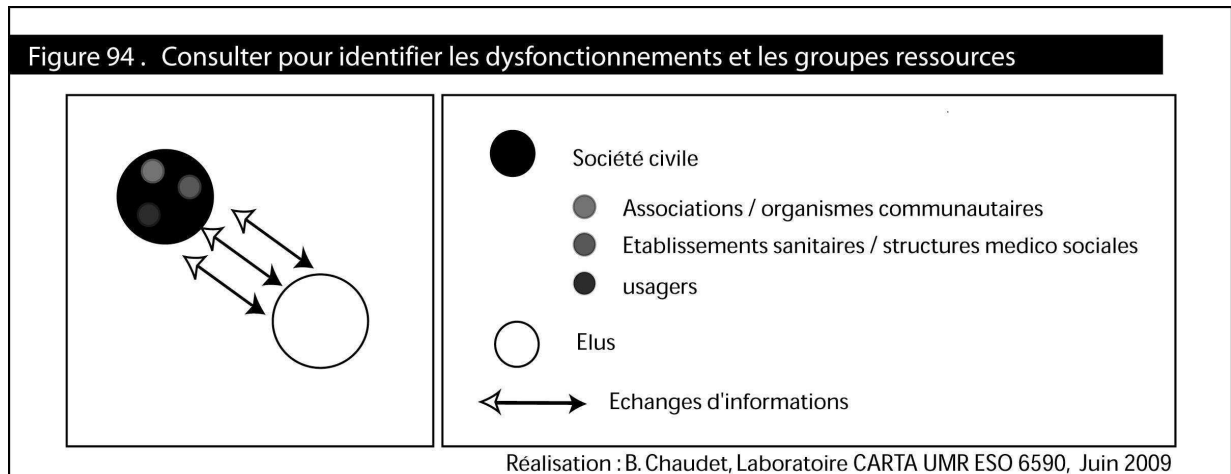 Figure 94 . Consulter pour identifier les dysfonctionnements et les groupes ressources
Société civile
Associations / organismes communautaires
Etablissements sanitaires / structures medico sociales
usagers
Elus
Echanges d'informations
Réalisation : B. Chaudet, Laboratoire CARTA UMR ESO 6590, Juin 2009